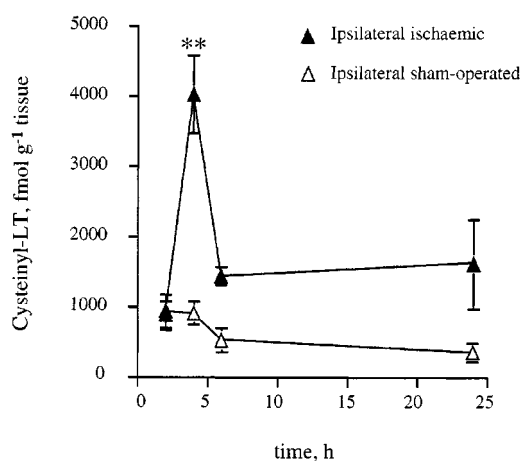 5000
4000
3000
2000
1000
0
**
Ipsilateral ischaemic
Ipsilateral sham-operated
Cysteinyl-LT, fmol g-1 tissue
0 5 10 15 20 25
time, h